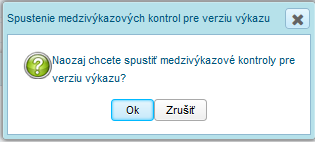 Spustenie medzivýkazových kontrol pre verziu výkazu
Naozaj chcete spustiť medzivýkazové kontroly pre
verziu výkazu?
Ok Zrušiť